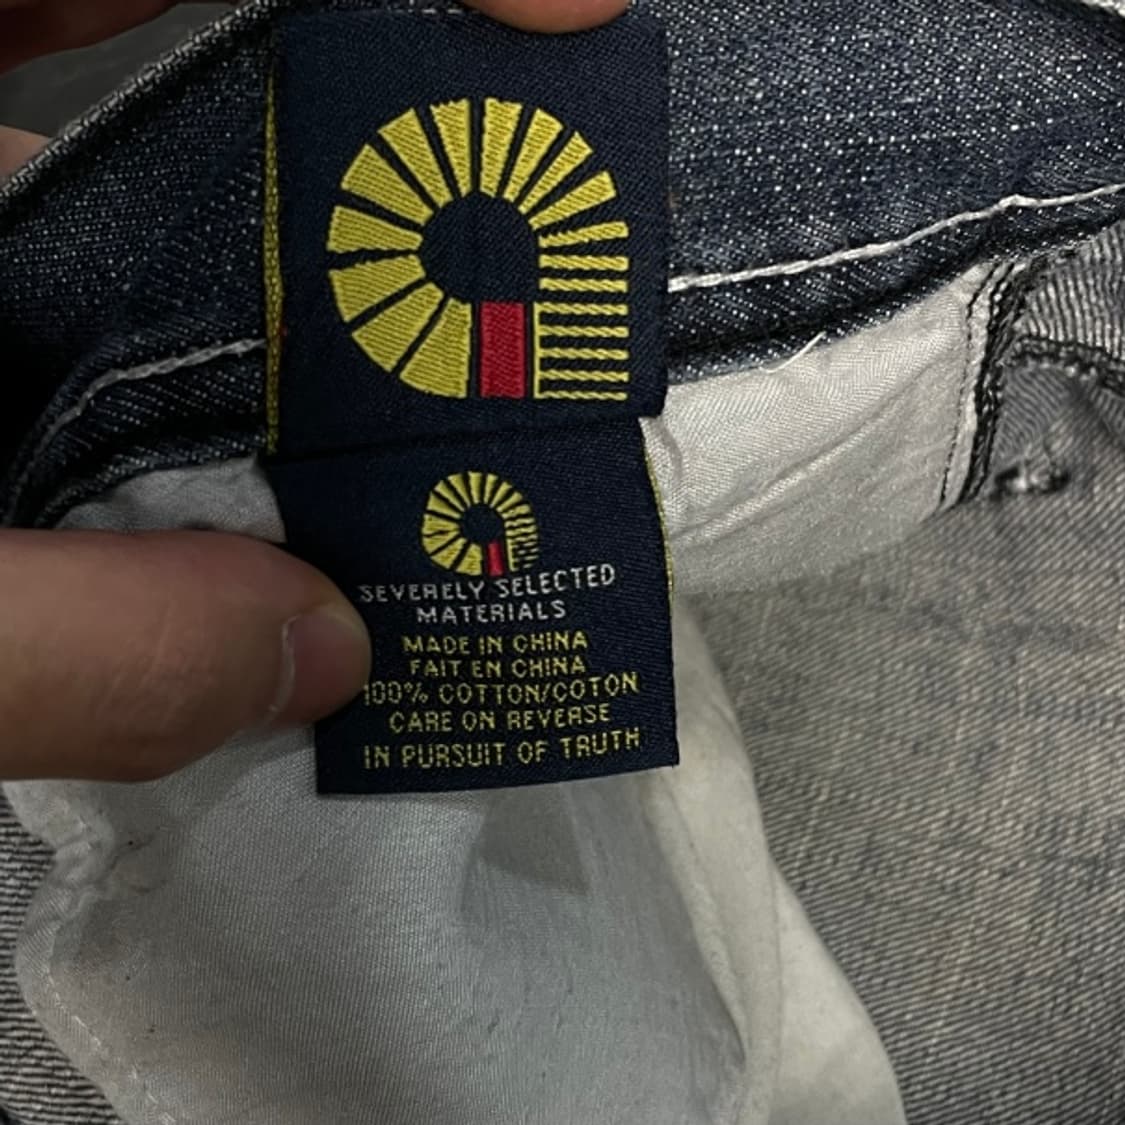 SEVERELY SELECTED
MATERIALS
MADE IN CHINA
FAIT EN CHINA
100% COTTON/COTON
CARE ON REVERSE
IN PURSUIT OF TRUTH